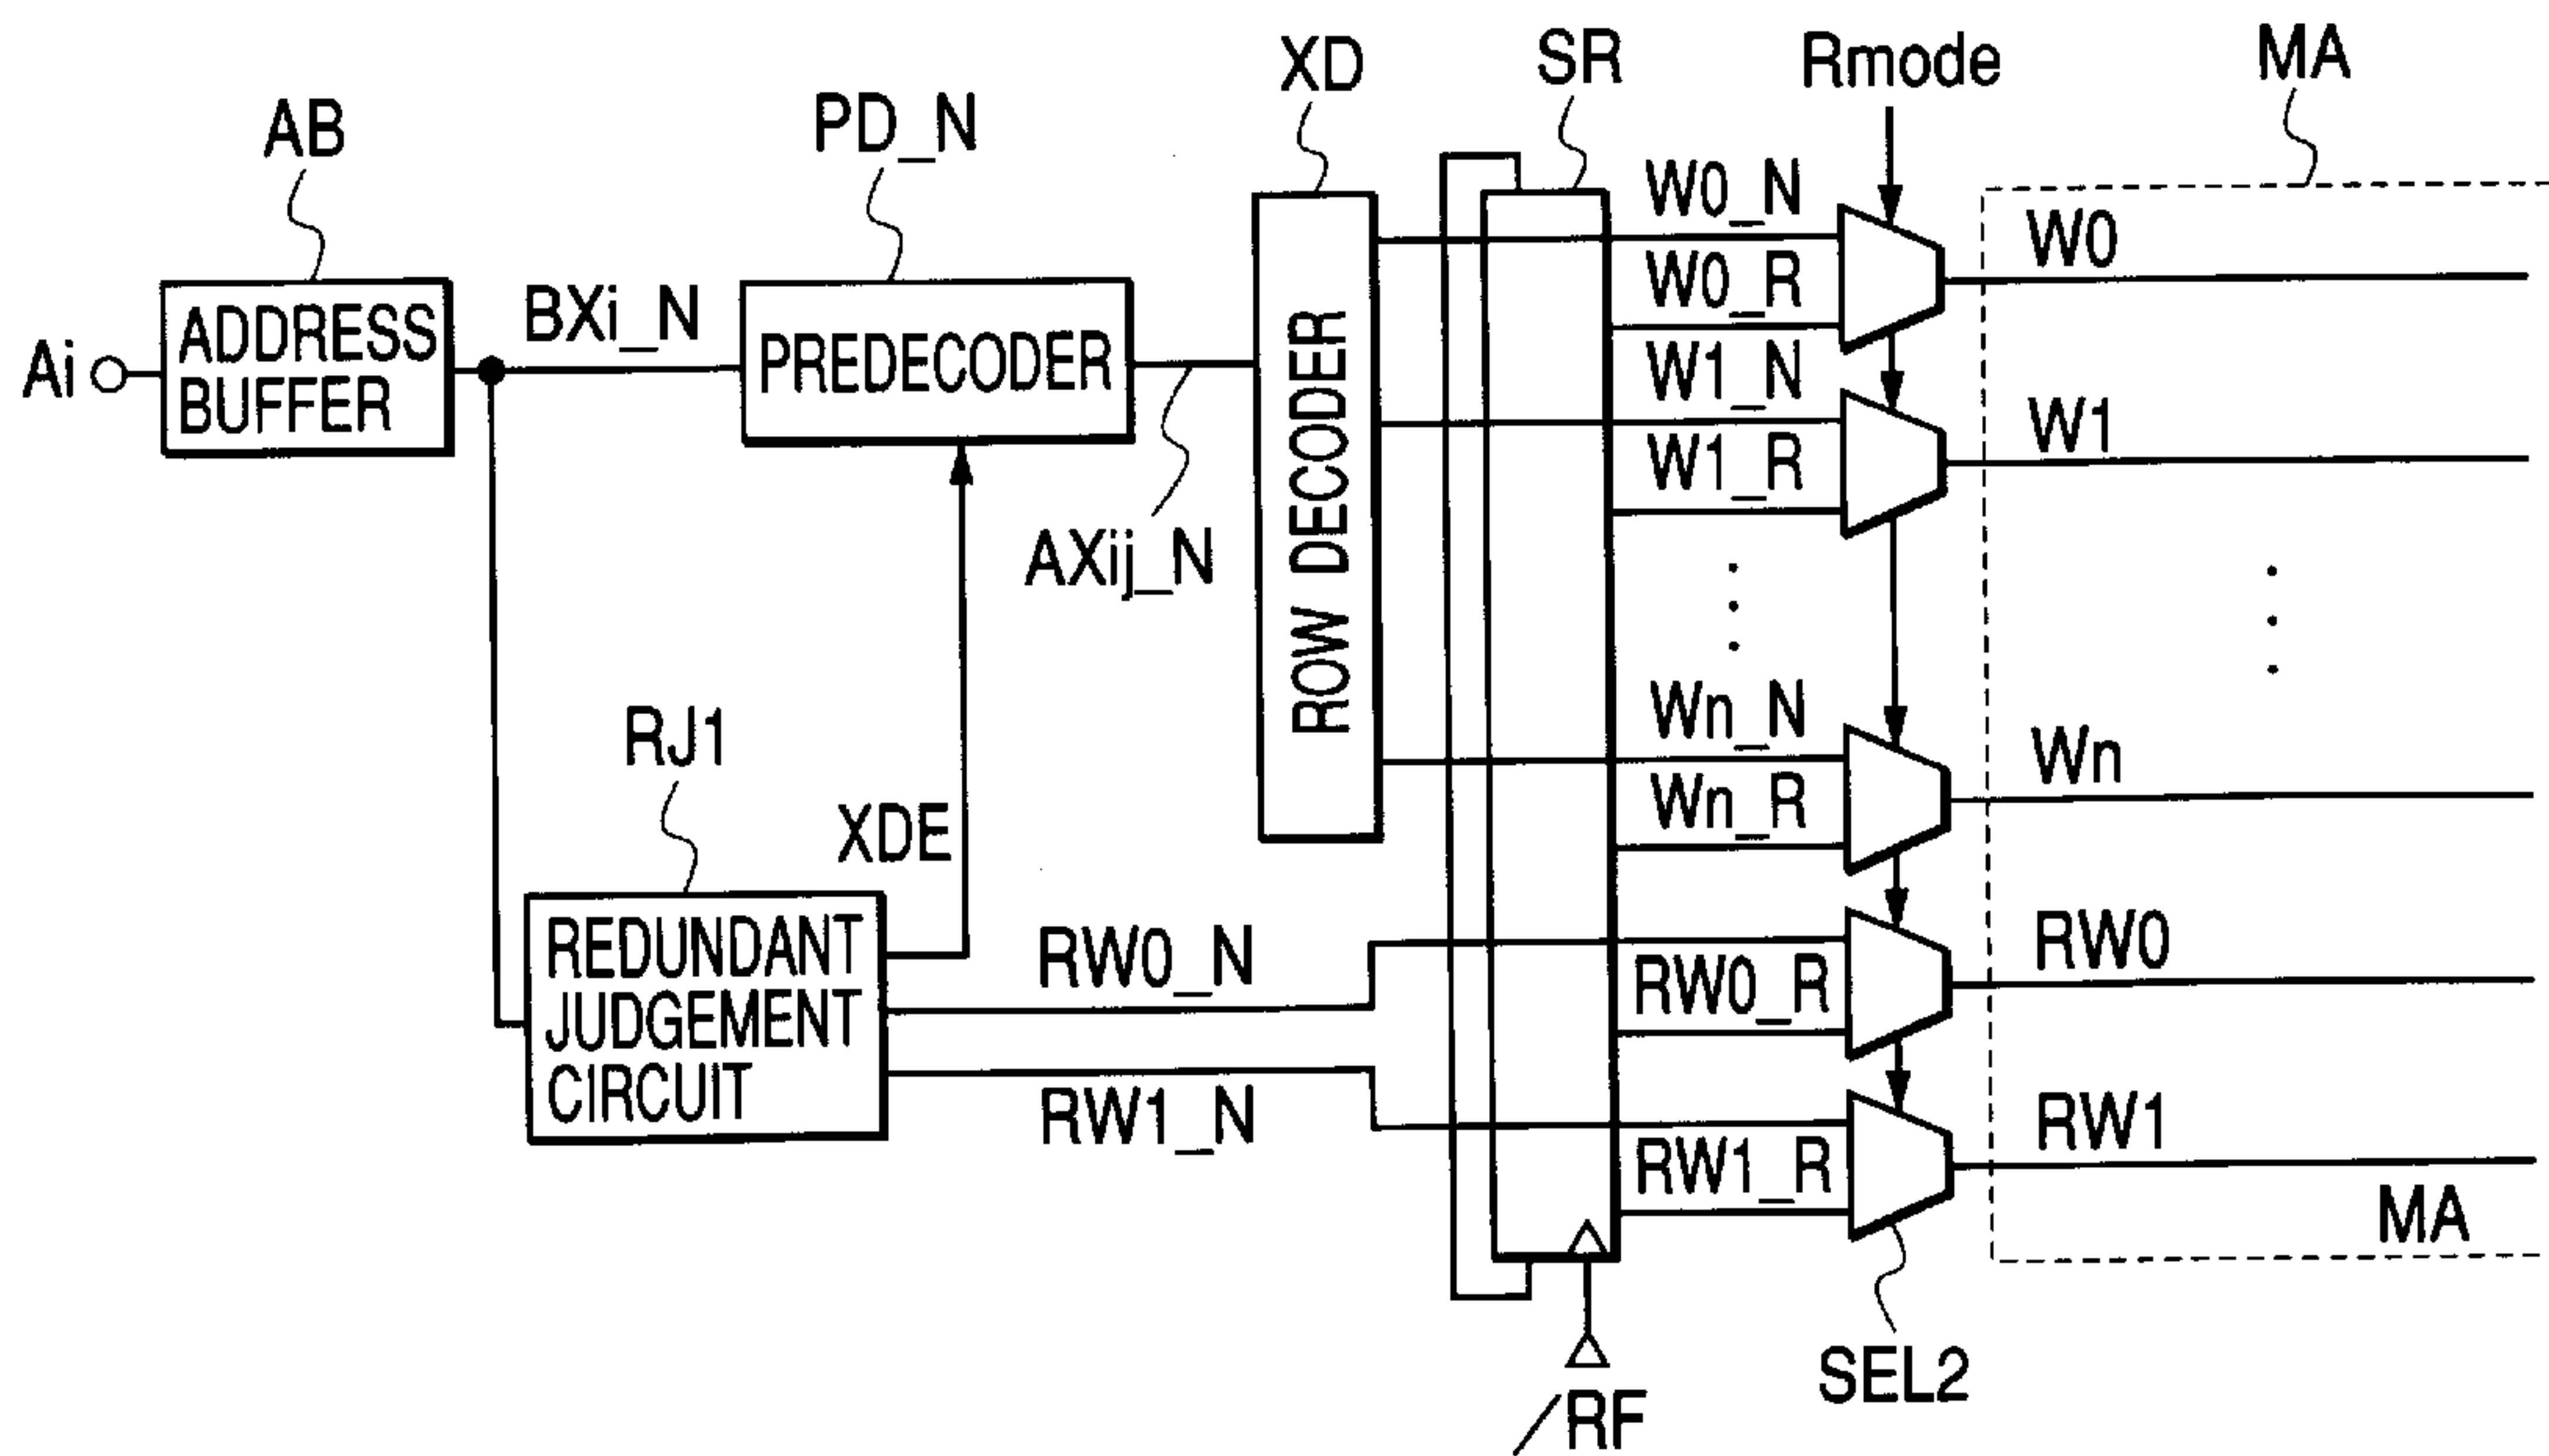 XD
SR
Rmode
MA
AB
PD_N
W0_N
W0_R
W0
Ai
ADDRESS
BUFFER
BXi_N
PREDECODER
AXij_N
ROW DECODER
W1_N
W1_R
W1
Wn_N
Wn_R
Wn
RJ1
XDE
REDUNDANT
JUDGEMENT
CIRCUIT
RW0_N
RW0_R
RW0
RW1_N
RW1_R
RW1
MA
SEL2
/RF